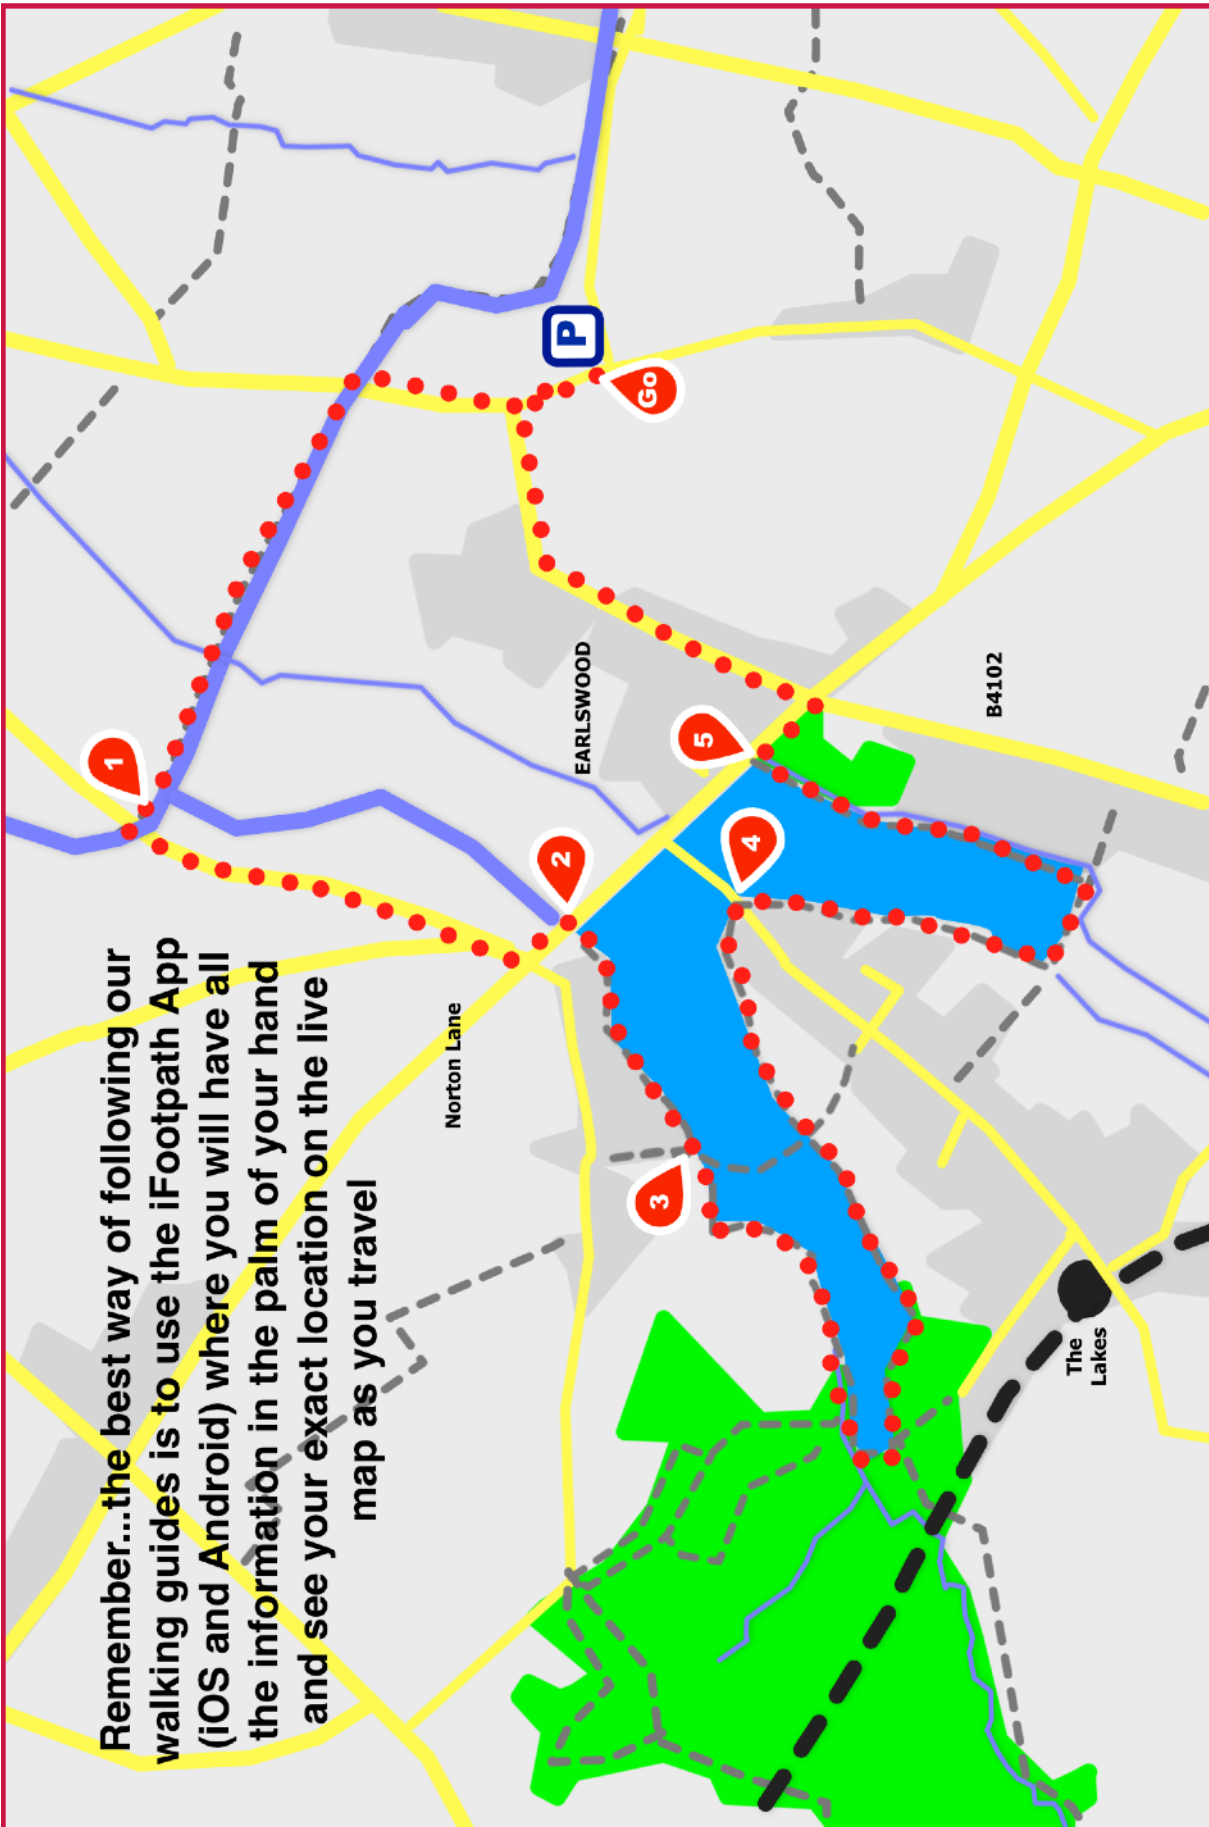 Remember...the best way of following our
walking guides is to use the iFootpath App
(iOS and Android) where you will have all
the information in the palm of your hand
and see your exact location on the live
map as you travel
1
P
Norton Lane
2
EARLSWOOD
Go
3
5
4
B4102
The
Lakes